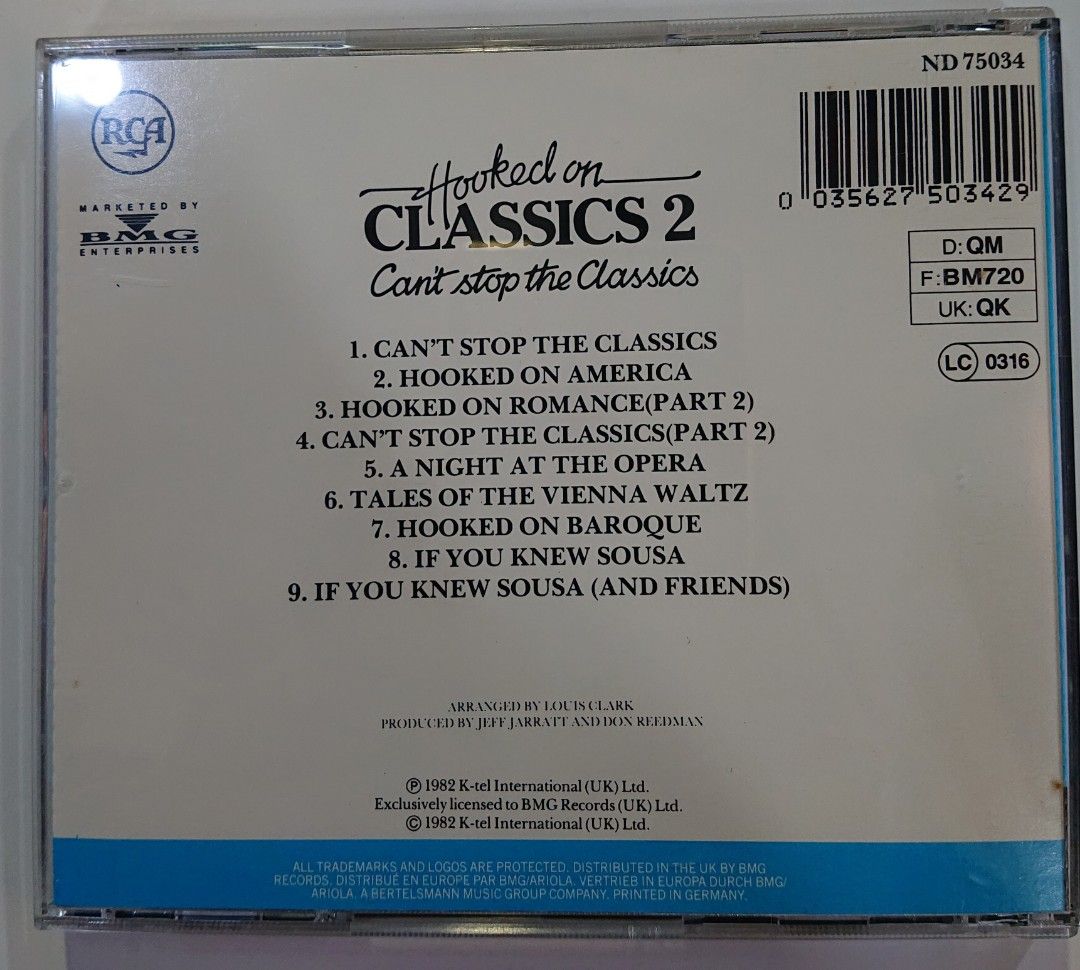 ND 75034
RCA
MARKETED BY
BMG
ENTERPRISES
0 035627 503429
D: QM
F: BM720
UK: QK
LC 0316
Hooked on
CLASSICS 2
Can't stop the Classics
1. CAN'T STOP THE CLASSICS
2. HOOKED ON AMERICA
3. HOOKED ON ROMANCE(PART 2)
4. CAN'T STOP THE CLASSICS(PART 2)
5. A NIGHT AT THE OPERA
6. TALES OF THE VIENNA WALTZ
7. HOOKED ON BAROQUE
8. IF YOU KNEW SOUSA
9. IF YOU KNEW SOUSA (AND FRIENDS)
ARRANGED BY LOUIS CLARK
PRODUCED BY JEFF JARRATT AND DON REEDMAN
Ⓟ 1982 K-tel International (UK) Ltd.
Exclusively licensed to BMG Records (UK) Ltd.
© 1982 K-tel International (UK) Ltd.
ALL TRADEMARKS AND LOGOS ARE PROTECTED. DISTRIBUTED IN THE UK BY BMG
RECORDS. DISTRIBUÉ EN EUROPE PAR BMG/ARIOLA. VERTRIEB IN EUROPA DURCH BMG/
ARIOLA. A BERTELSMANN MUSIC GROUP COMPANY. PRINTED IN GERMANY.